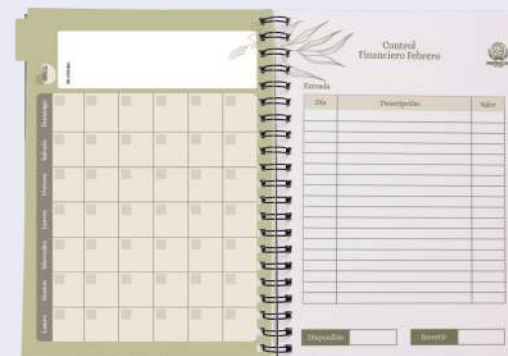 Control
Financiero Febrero
Entrada
Día Descripción Valor
Domingo
Sábado
Viernes
Jueves
Miércoles
Martes
Lunes
Disponible
Invertir